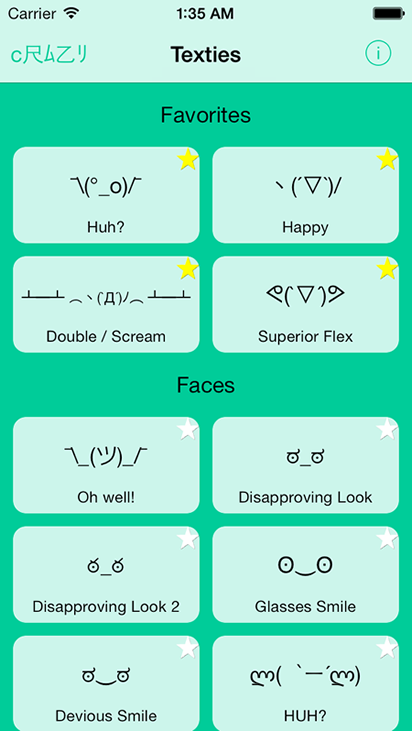 Carrier 1:35 AM
c尺ﾑ乙ﾘ Texties i
Favorites
¯\(°_o)/¯ ヽ(´▽`)/
Huh? Happy
┻━┻ ︵ヽ(`Д´)ﾉ︵ ┻━┻ ᕙ(`▽´)ᕗ
Double / Scream Superior Flex
Faces
¯\_(ツ)_/¯ ಠ_ಠ
Oh well! Disapproving Look
ರ_ರ ʘ‿ʘ
Disapproving Look 2 Glasses Smile
ಠ‿ಠ ლ(｀ー´ლ)
Devious Smile HUH?